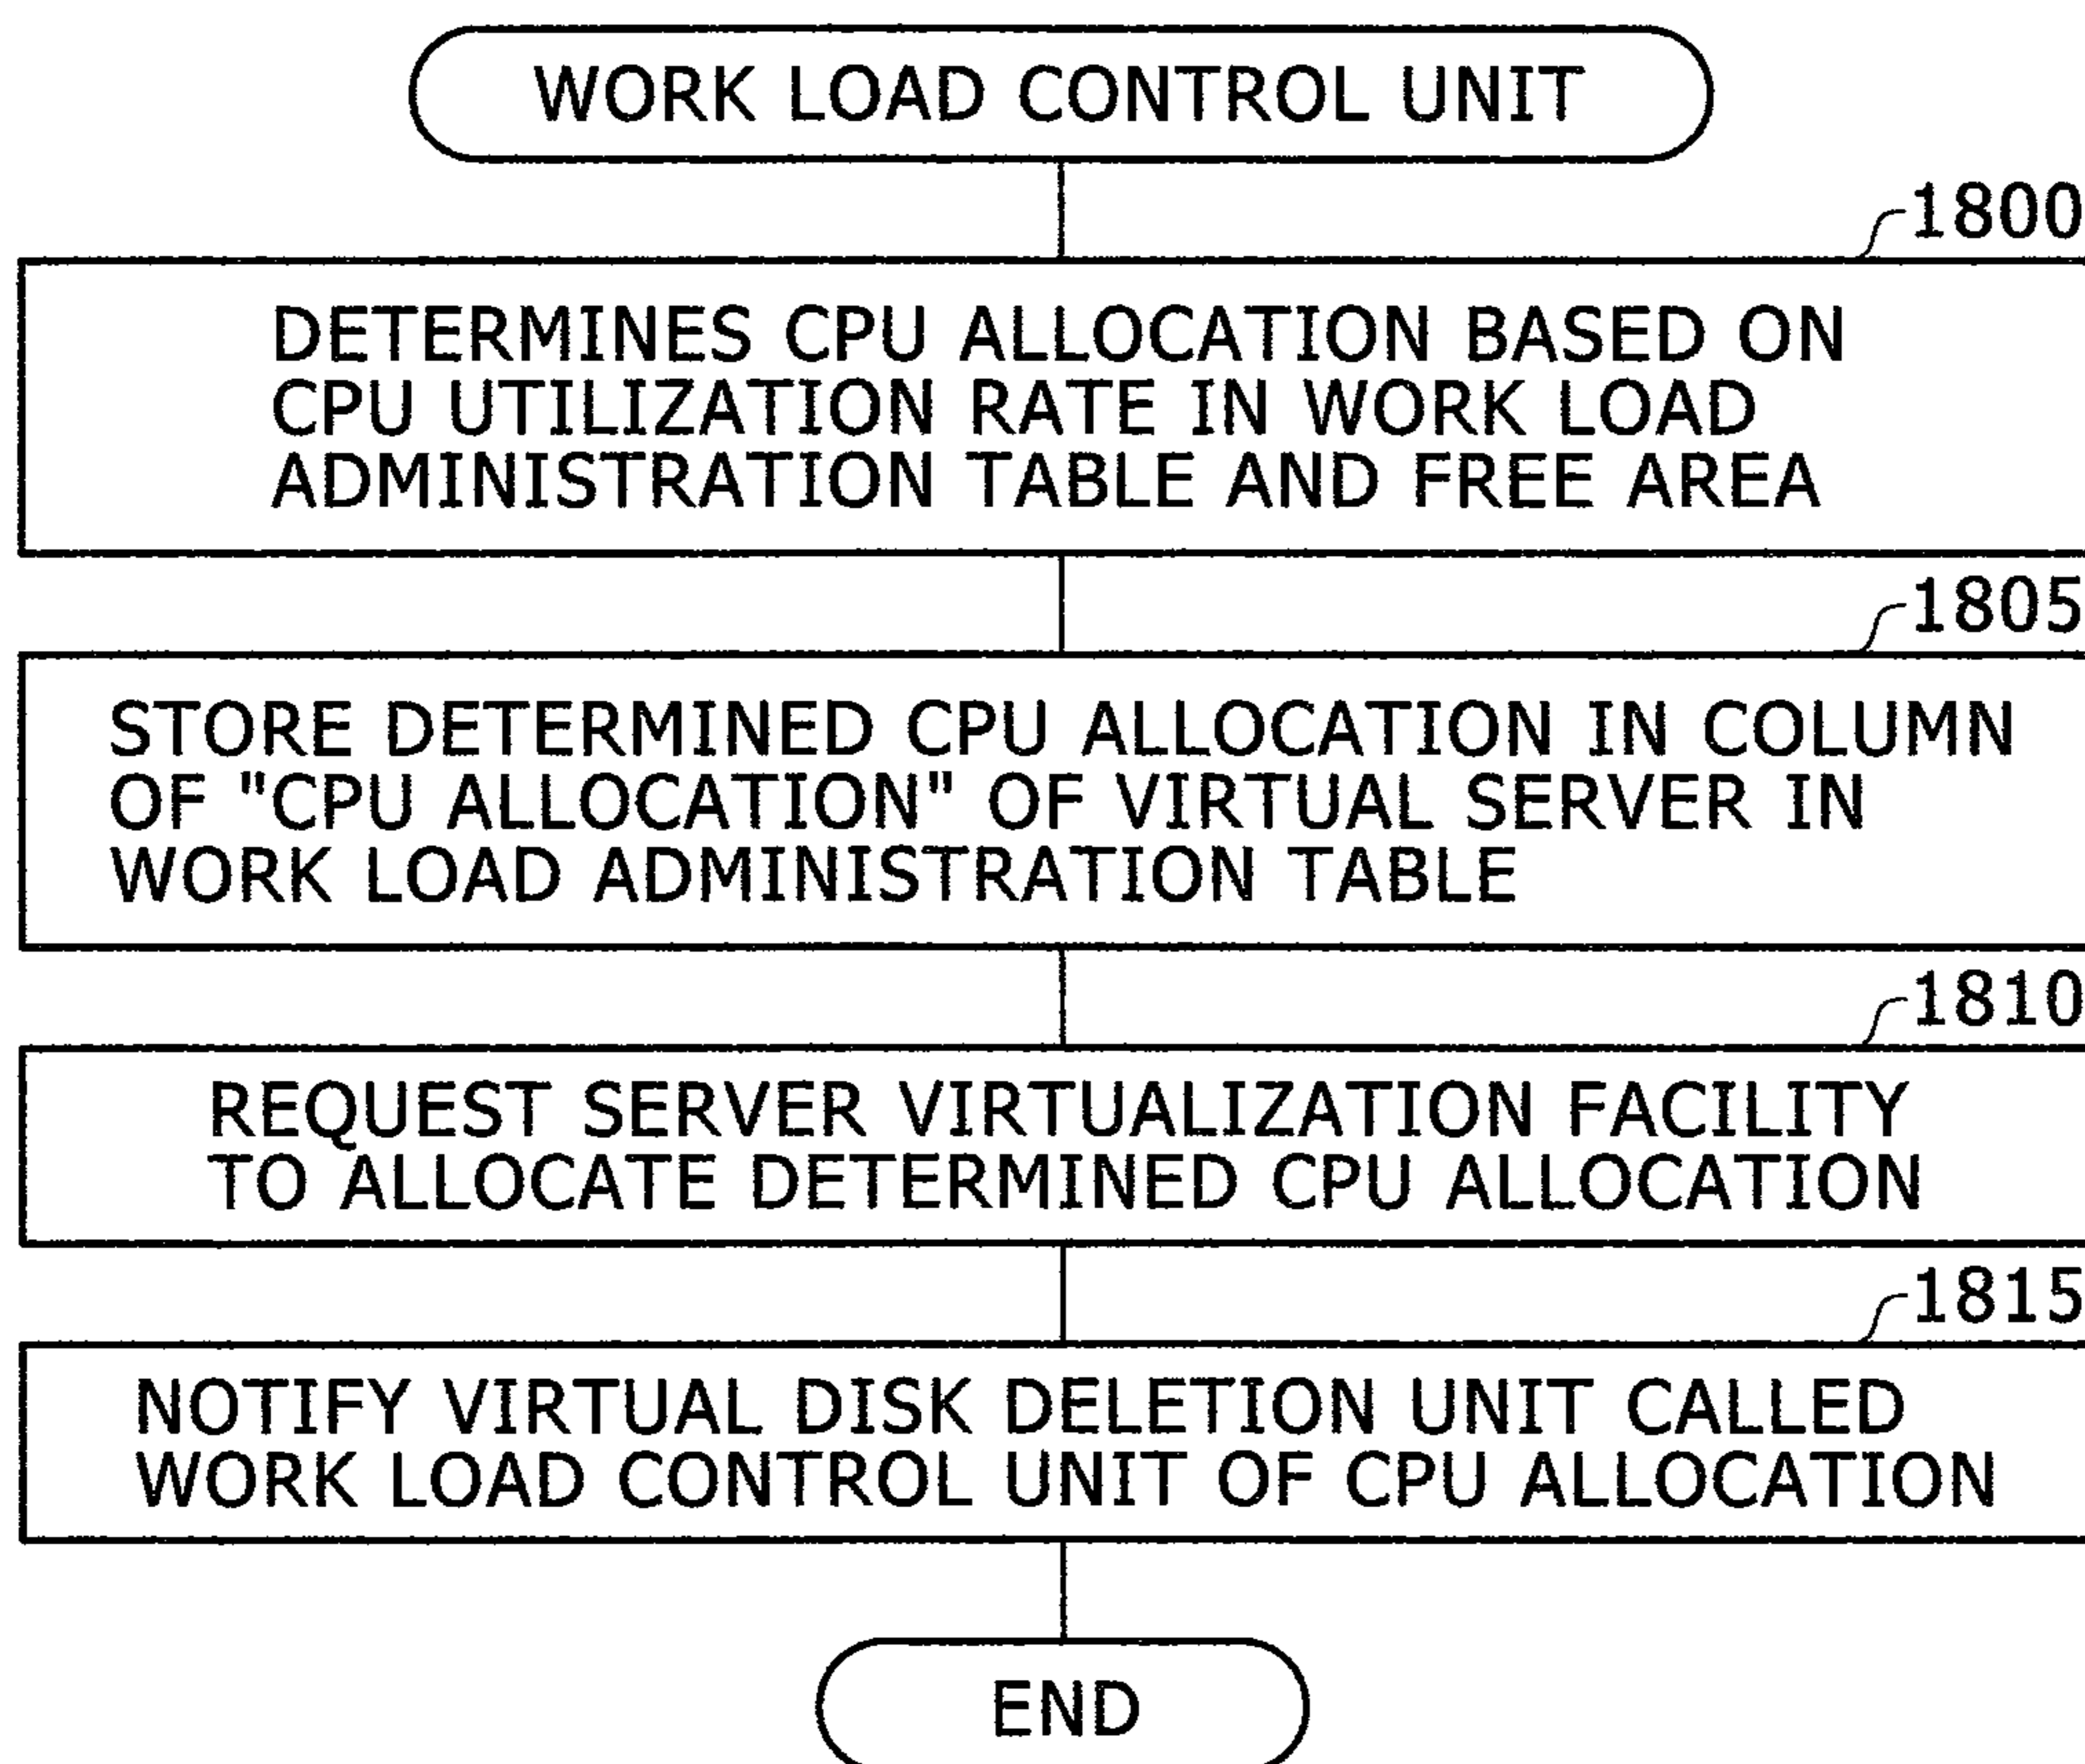 WORK LOAD CONTROL UNIT
1800
DETERMINES CPU ALLOCATION BASED ON
CPU UTILIZATION RATE IN WORK LOAD
ADMINISTRATION TABLE AND FREE AREA
1805
STORE DETERMINED CPU ALLOCATION IN COLUMN
OF "CPU ALLOCATION" OF VIRTUAL SERVER IN
WORK LOAD ADMINISTRATION TABLE
1810
REQUEST SERVER VIRTUALIZATION FACILITY
TO ALLOCATE DETERMINED CPU ALLOCATION
1815
NOTIFY VIRTUAL DISK DELETION UNIT CALLED
WORK LOAD CONTROL UNIT OF CPU ALLOCATION
END